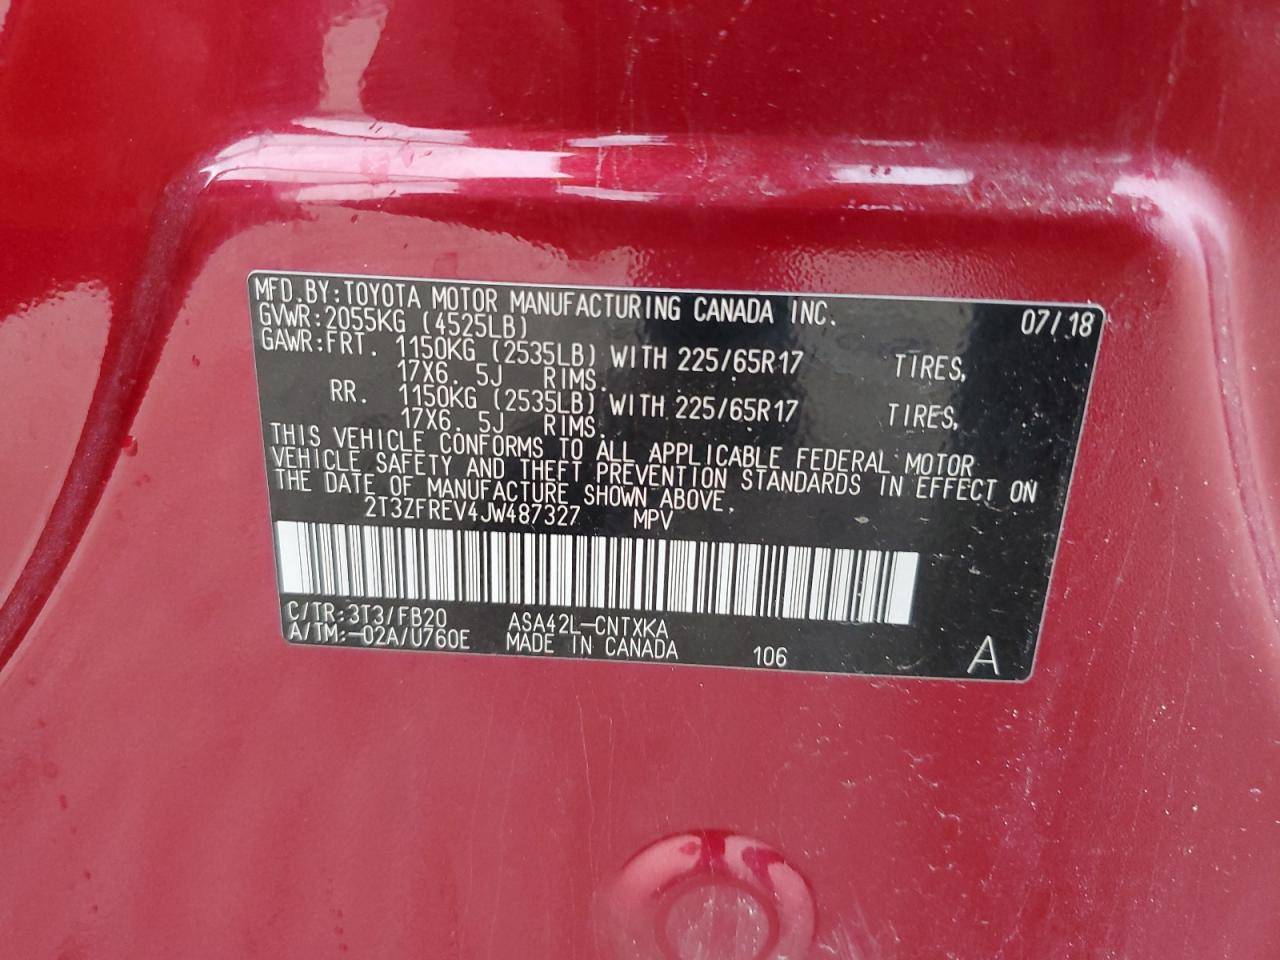 MFD.BY:TOYOTA MOTOR MANUFACTURING CANADA INC. 07/18
GVWR:2055KG (4525LB)
GAWR:FRT. 1150KG (2535LB) WITH 225/65R17 TIRES,
17X6. 5J RIMS.
RR. 1150KG (2535LB) WITH 225/65R17 TIRES,
17X6. 5J RIMS.
THIS VEHICLE CONFORMS TO ALL APPLICABLE FEDERAL MOTOR
VEHICLE SAFETY AND THEFT PREVENTION STANDARDS IN EFFECT ON
THE DATE OF MANUFACTURE SHOWN ABOVE.
2T3ZFREV4JW487327 MPV
C/TR:3T3/FB20 ASA42L-CNTXKA
A/TM:-02A/U760E MADE IN CANADA 106 A